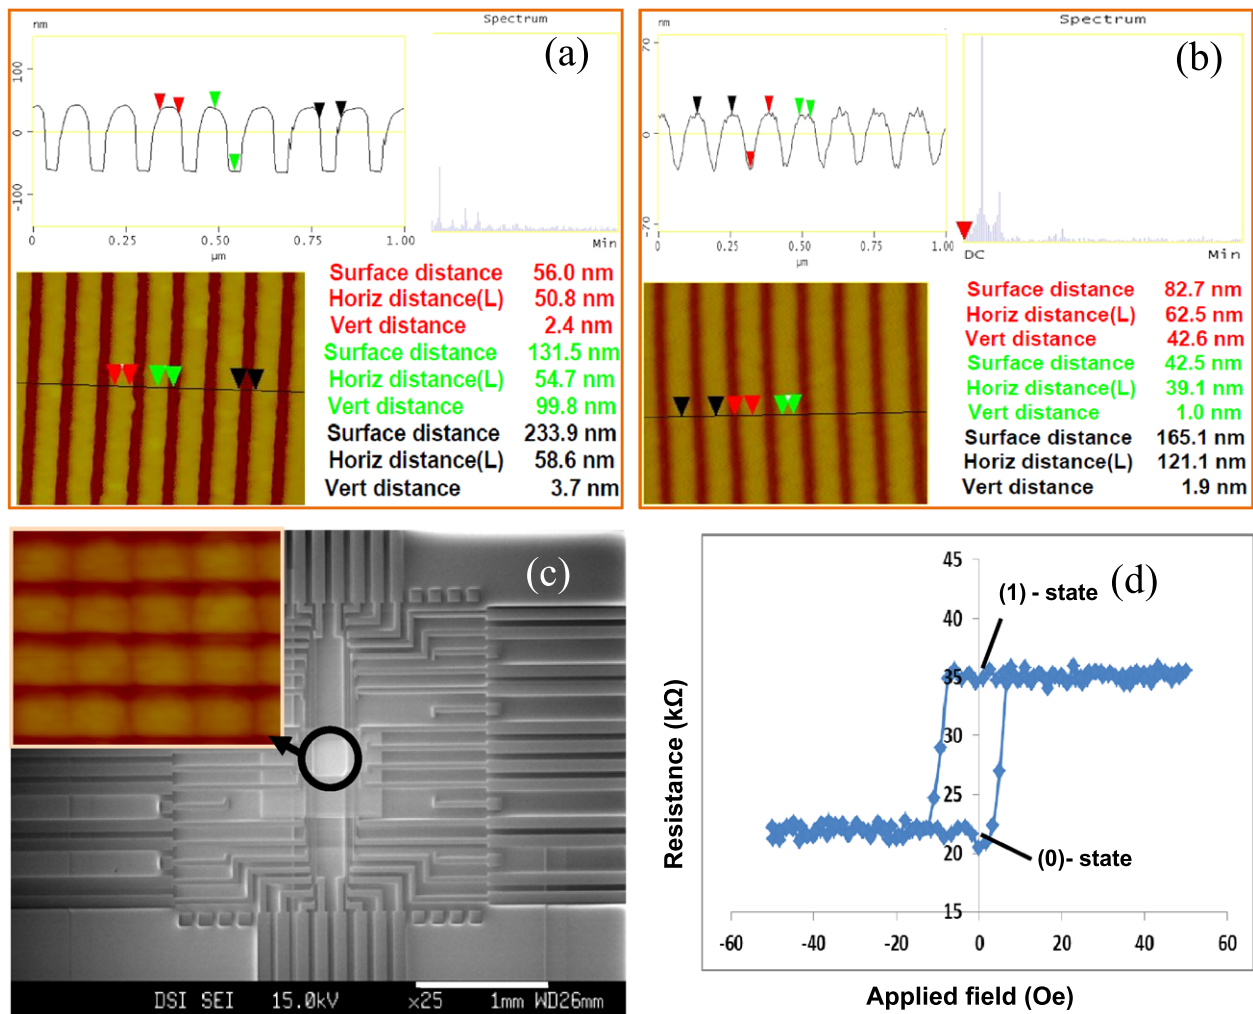 Spectrum
nm
(a)
100
0
-100
0
0.25
0.50
0.75
1.00
µm
Min
Surface distance 56.0 nm
Horiz distance(L) 50.8 nm
Vert distance 2.4 nm
Surface distance 131.5 nm
Horiz distance(L) 54.7 nm
Vert distance 99.8 nm
Surface distance 233.9 nm
Horiz distance(L) 58.6 nm
Vert distance 3.7 nm
Spectrum
nm
(b)
70
0
-70
0
0.25
0.50
0.75
1.00
µm
DC
Min
Surface distance 82.7 nm
Horiz distance(L) 62.5 nm
Vert distance 42.6 nm
Surface distance 42.5 nm
Horiz distance(L) 39.1 nm
Vert distance 1.0 nm
Surface distance 165.1 nm
Horiz distance(L) 121.1 nm
Vert distance 1.9 nm
(c)
DSI SEI 15.0kV ×25 1mm WD26mm
(d)
45
40
35
30
25
20
15
(1) - state
(0)- state
-60 -40 -20 0 20 40 60
Resistance (kΩ)
Applied field (Oe)